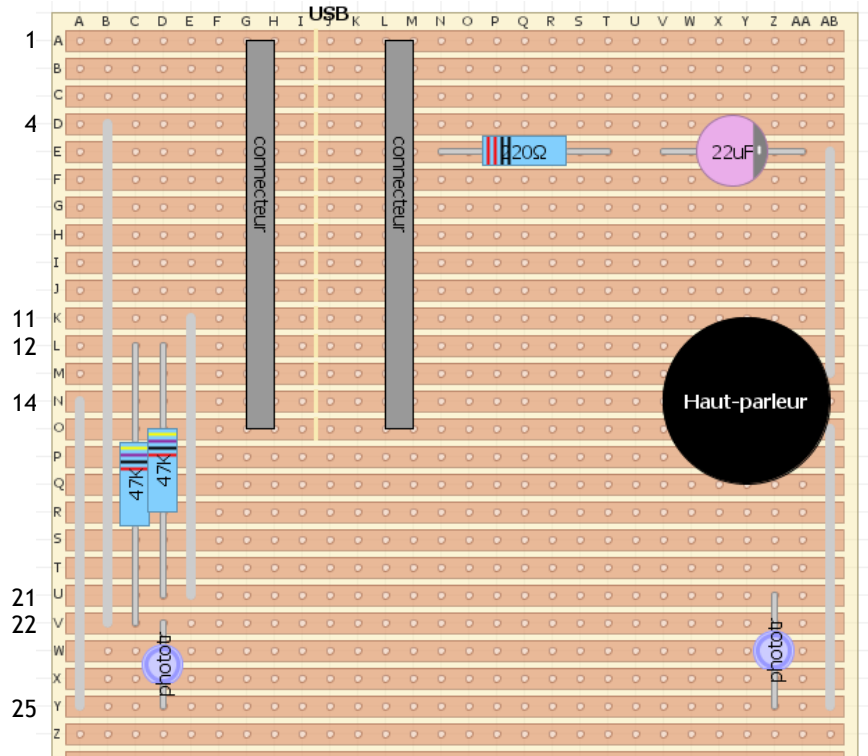 USB
A B C D E F G H I J K L M N O P Q R S T U V W X Y Z AA AB
1 A
B
C
4 D
E
F
G
H
I
J
11 K
12 L
M
14 N
O
P
Q
R
S
T
21 U
22 V
W
X
25 Y
Z
connecteur
connecteur
220Ω
22uF
Haut-parleur
47K
47K
phototr
phototr